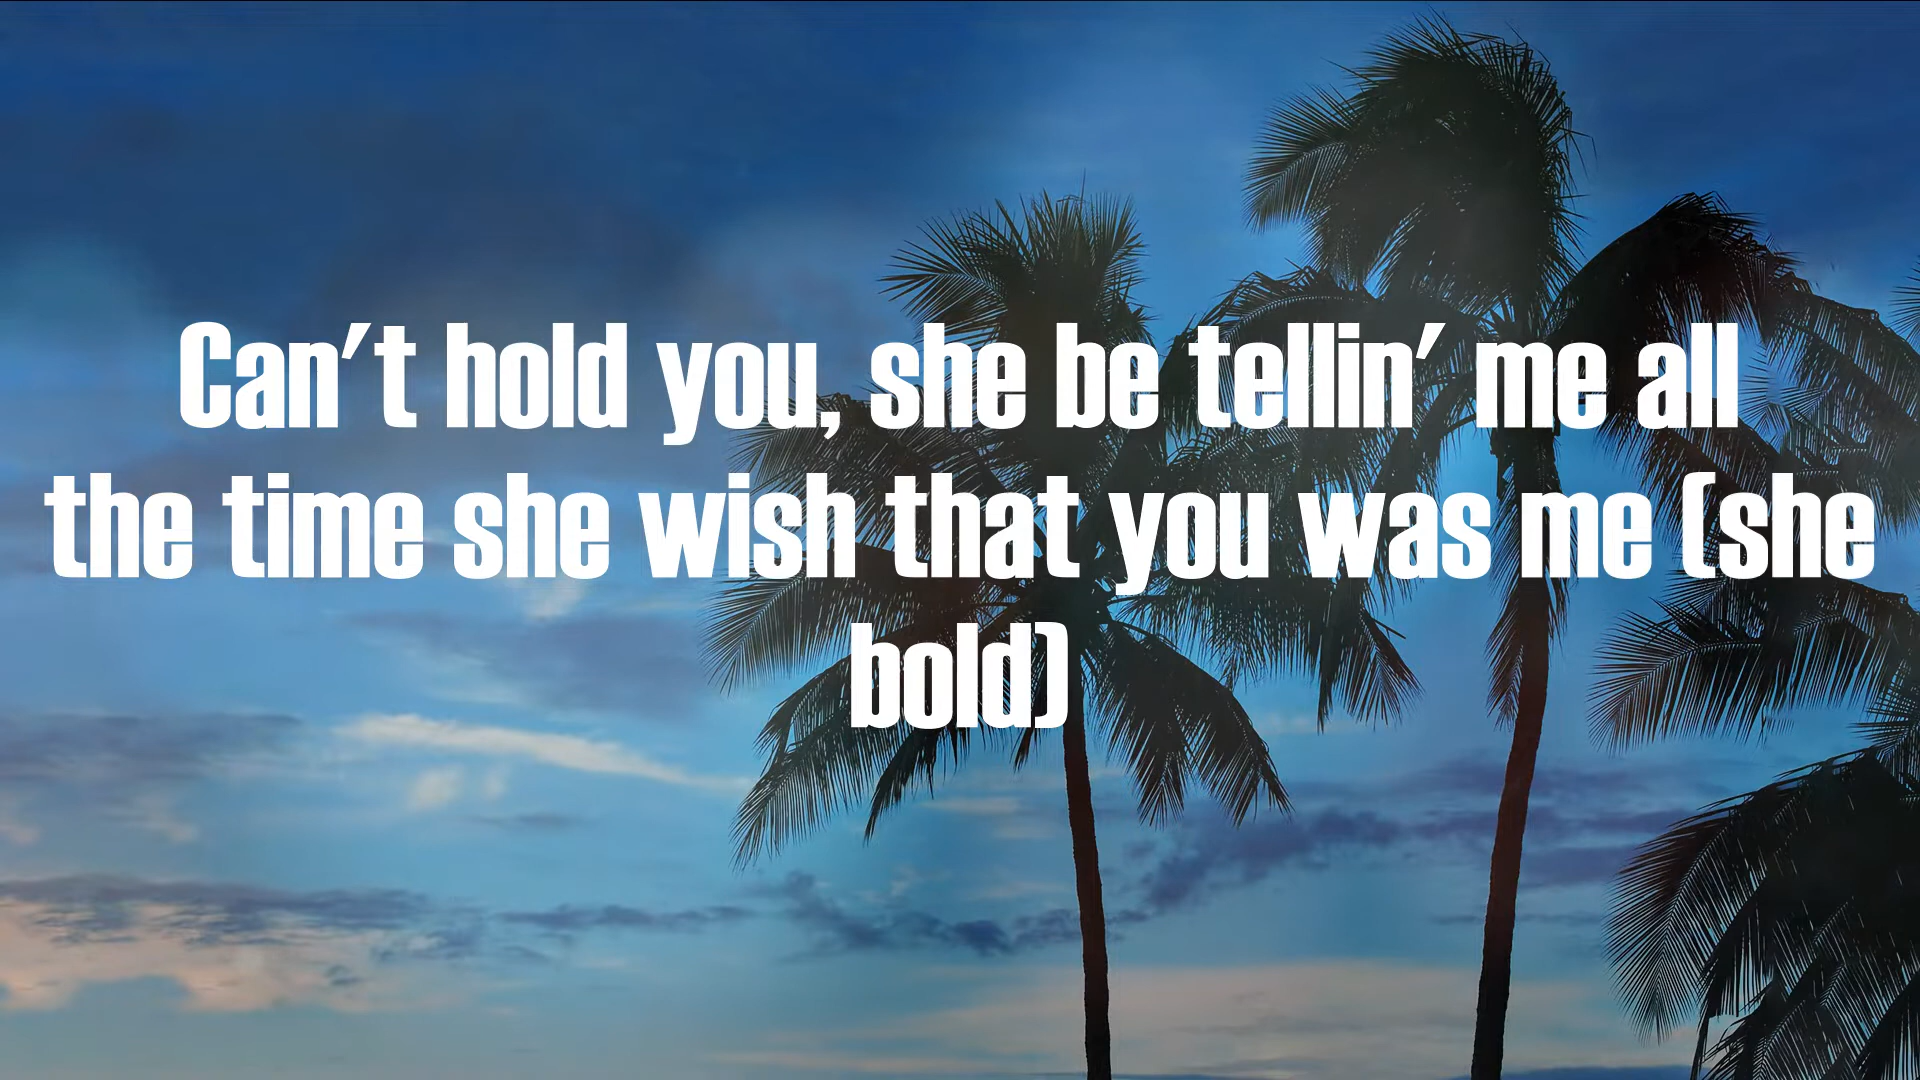 Can't hold you, she be tellin' me all
the time she wish that you was me (she
bold)